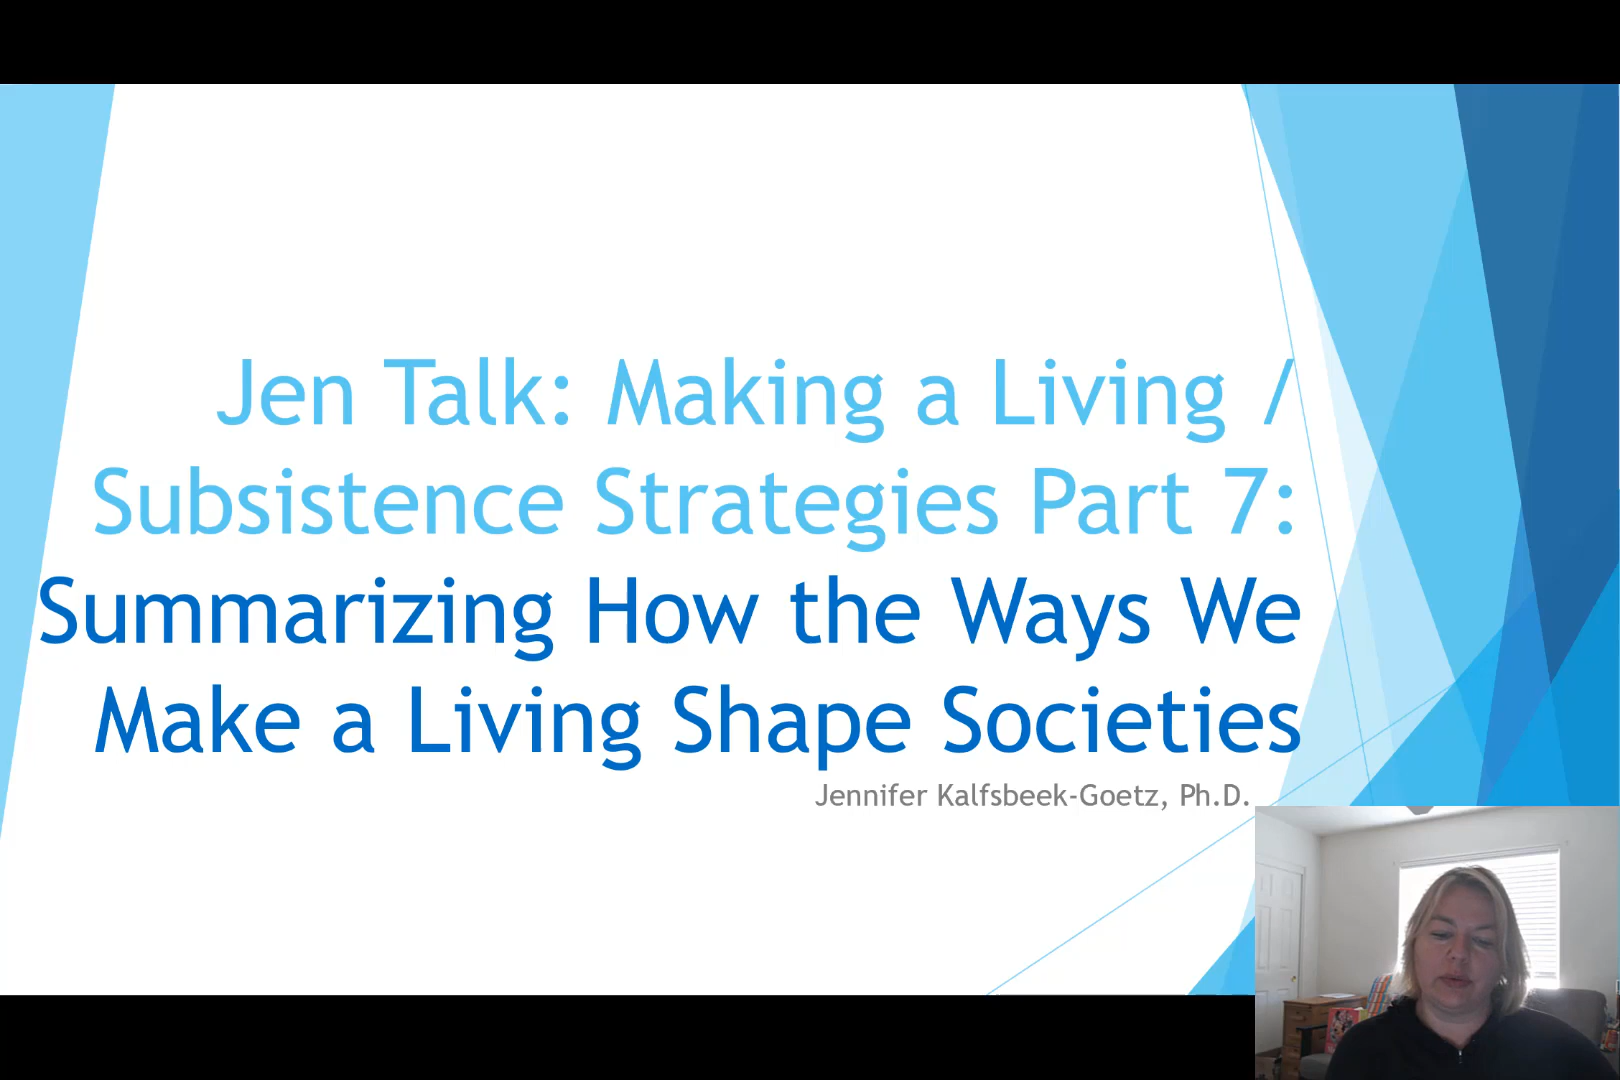 Jen Talk: Making a Living /
Subsistence Strategies Part 7:
Summarizing How the Ways We
Make a Living Shape Societies
Jennifer Kalfsbeek-Goetz, Ph.D.